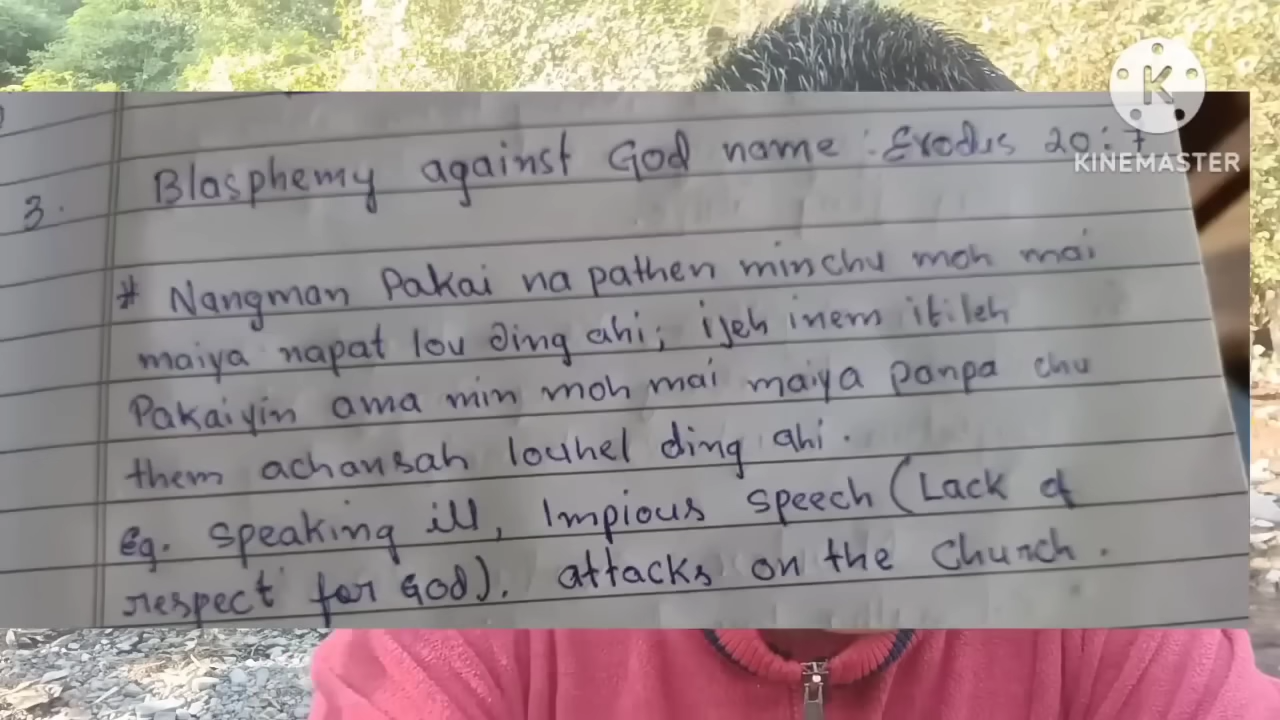 K
KINEMASTER
3. Blasphemy against God name : Exodus 20:7
* Nangman Pakai na pathen minchu moh mai
maiya napat lou ding ahi; ijeh inem itileh
Pakaiyin ama min moh mai maiya panpa chu
them achansah louhel ding ahi.
Eg. speaking ill, Impious speech (Lack of
respect for God). attacks on the Church.